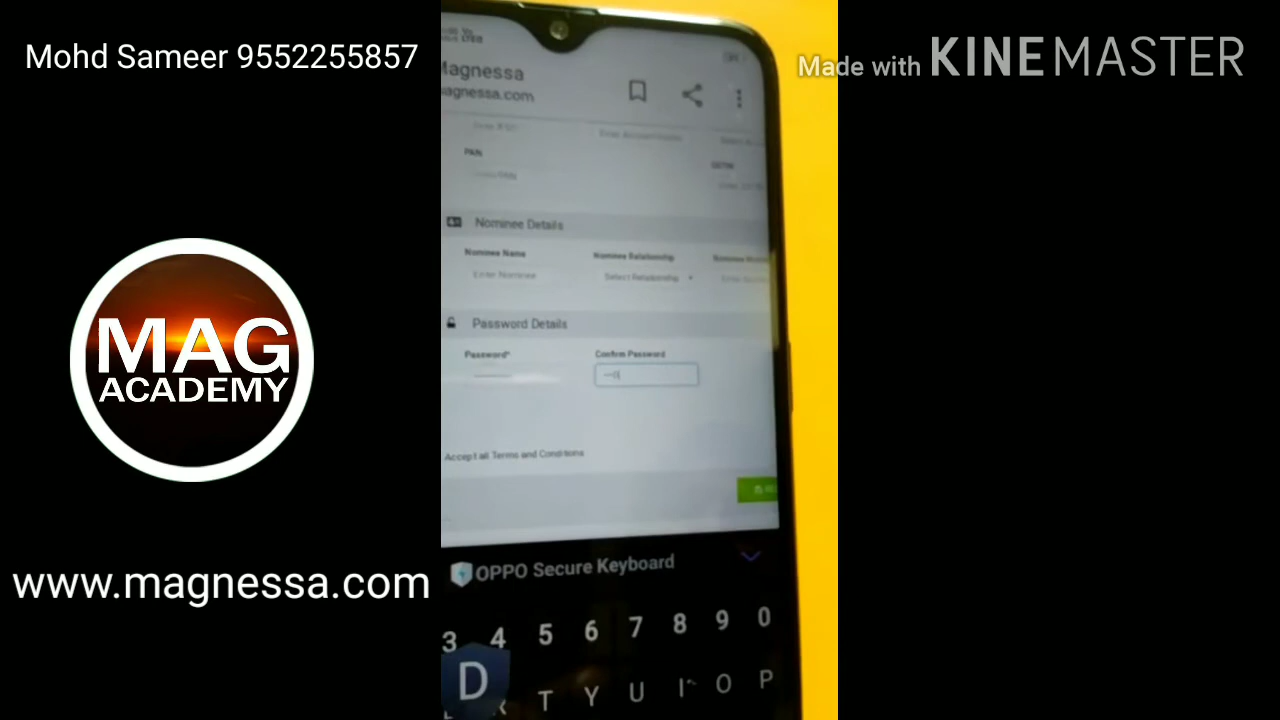 Mohd Sameer 9552255857
Made with KINEMASTER
MAG
ACADEMY
www.magnessa.com
Magnessa
magnessa.com
PAN
Nominee Details
Nominee Name
Nominee Relationship
Enter Nominee
Select Relationship
Password Details
Password*
Confirm Password
Accept all Terms and Conditions
OPPO Secure Keyboard
3 4 5 6 7 8 9 0
D
T Y U I O P